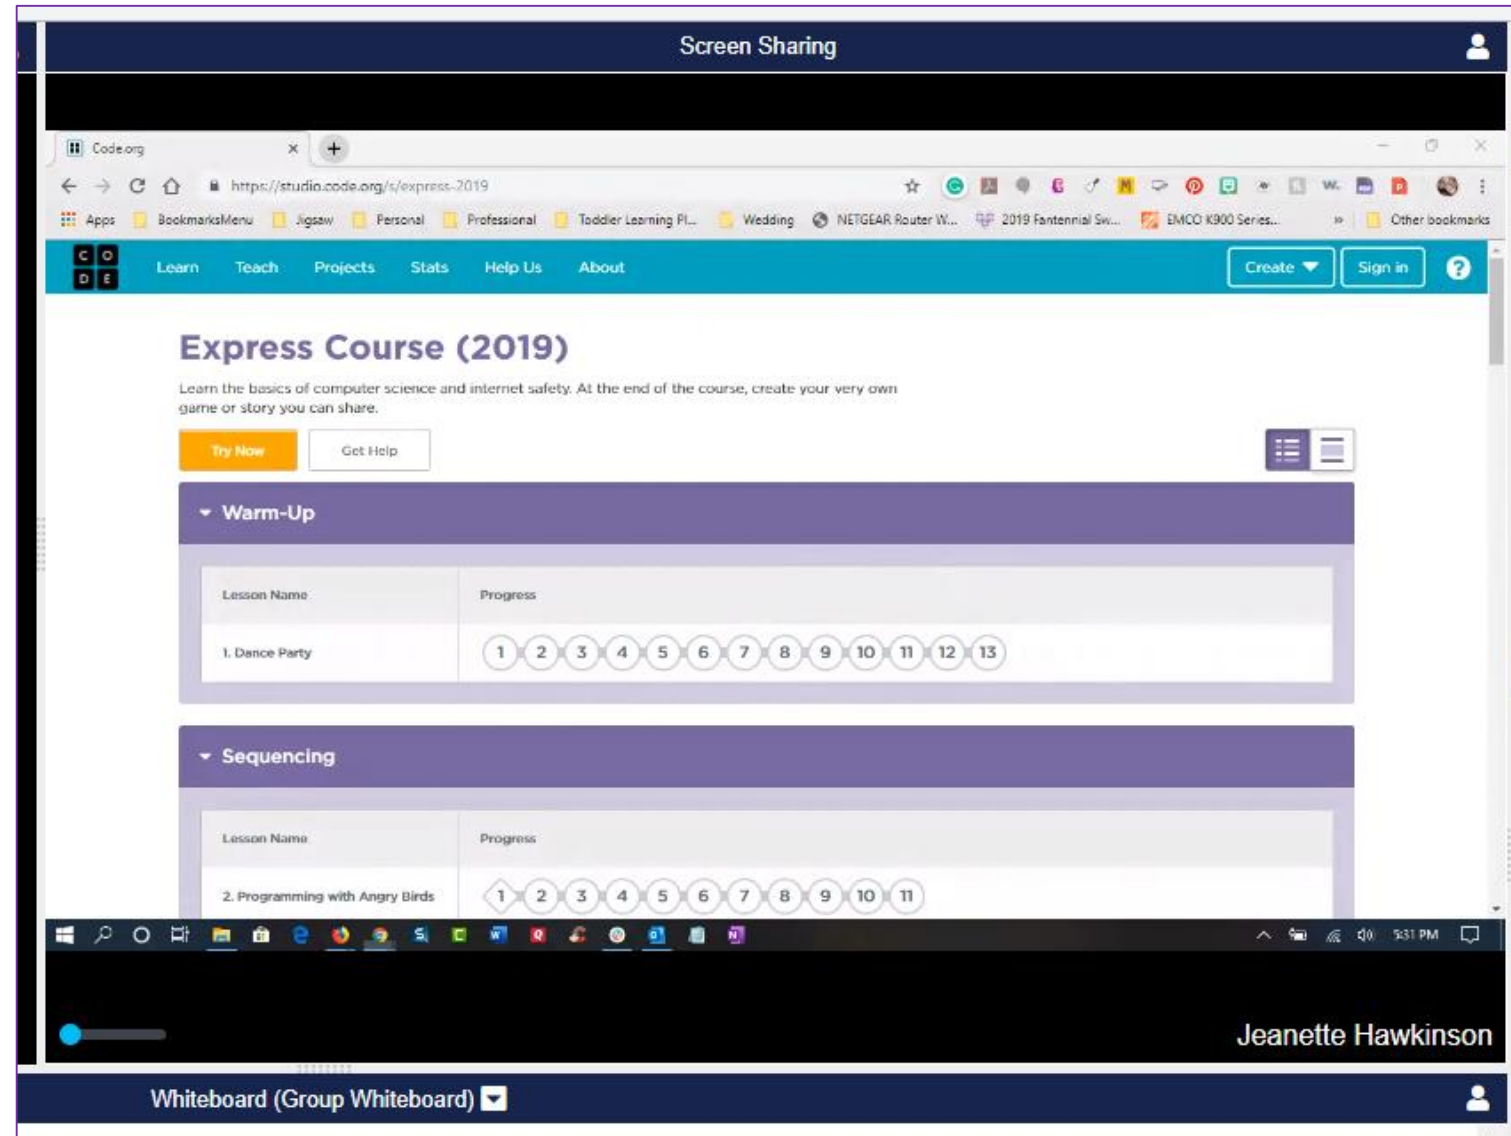 Screen Sharing
Code.org
https://studio.code.org/s/express-2019
Apps BookmarksMenu Jigsaw Personal Professional Toddler Learning Pl... Wedding NETGEAR Router W... 2019 Fantennial Sw... EMCO K900 Series... » Other bookmarks
CO
DE
Learn Teach Projects Stats Help Us About Create Sign in ?
Express Course (2019)
Learn the basics of computer science and internet safety. At the end of the course, create your very own
game or story you can share.
Try Now Get Help
Warm-Up
Lesson Name Progress
1. Dance Party 1 2 3 4 5 6 7 8 9 10 11 12 13
Sequencing
Lesson Name Progress
2. Programming with Angry Birds 1 2 3 4 5 6 7 8 9 10 11
5:31 PM
Jeanette Hawkinson
Whiteboard (Group Whiteboard)